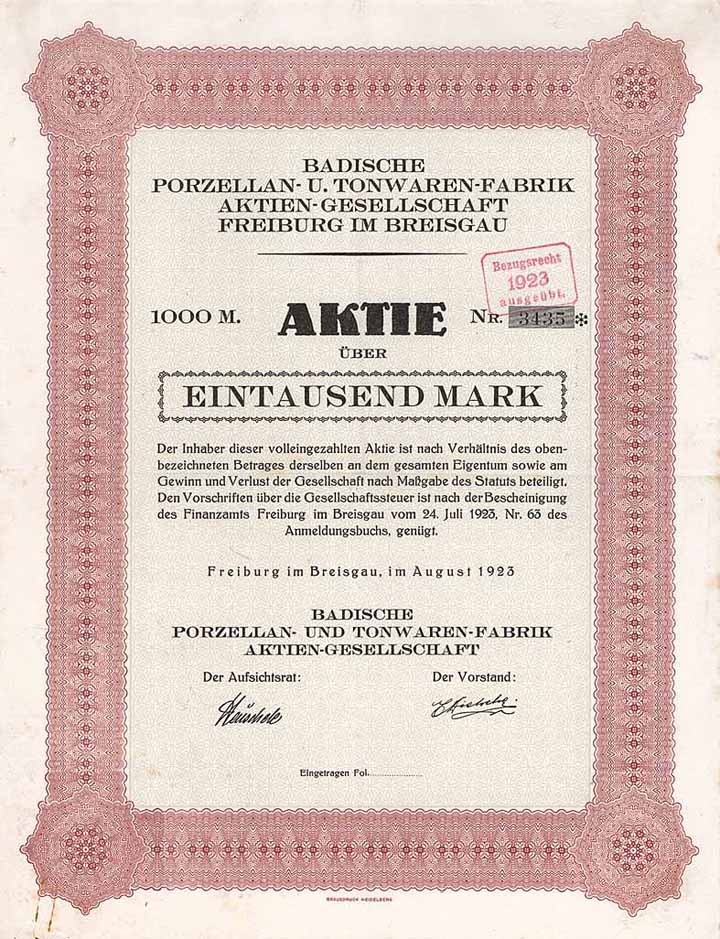 BADISCHE
PORZELLAN- U. TONWAREN-FABRIK
AKTIEN-GESELLSCHAFT
FREIBURG IM BREISGAU
Bezugsrecht
1923
ausgeübt.
1000 M. AKTIE NR. 3435 *
ÜBER
EINTAUSEND MARK
Der Inhaber dieser volleingezahlten Aktie ist nach Verhältnis des oben-
bezeichneten Betrages derselben an dem gesamten Eigentum sowie am
Gewinn und Verlust der Gesellschaft nach Maßgabe des Statuts beteiligt.
Den Vorschriften über die Gesellschaftssteuer ist nach der Bescheinigung
des Finanzamts Freiburg im Breisgau vom 24. Juli 1923, Nr. 63 des
Anmeldungsbuchs, genügt.
Freiburg im Breisgau, im August 1923
BADISCHE
PORZELLAN- UND TONWAREN-FABRIK
AKTIEN-GESELLSCHAFT
Der Aufsichtsrat: Der Vorstand:
Eingetragen Fol.
BRAUSDRUCK HEIDELBERG